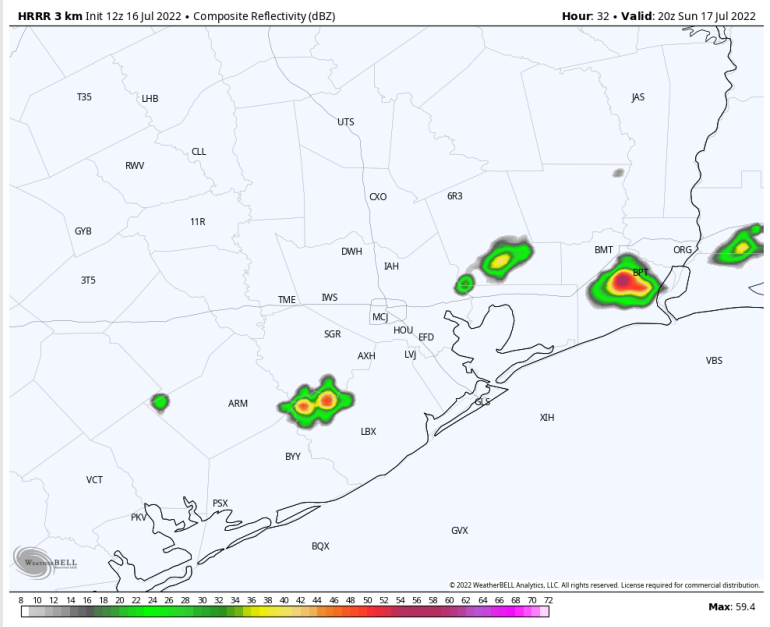 HRRR 3 km Init 12z 16 Jul 2022 • Composite Reflectivity (dBZ)
Hour: 32 • Valid: 20z Sun 17 Jul 2022
T35
LHB
JAS
UTS
CLL
RWV
CXO
6R3
11R
GYB
DWH
BMT
ORG
IAH
BPT
3T5
TME
IWS
MCJ
SGR
HOU
EFD
AXH
LVJ
VBS
ARM
GLS
XIH
LBX
BYY
VCT
PSX
PKV
GVX
BQX
WEATHERBELL
© 2022 WeatherBELL Analytics, LLC. All rights reserved. License required for commercial distribution.
8 10 12 14 16 18 20 22 24 26 28 30 32 34 36 38 40 42 44 46 48 50 52 54 56 58 60 62 64 66 68 70 72
Max: 59.4